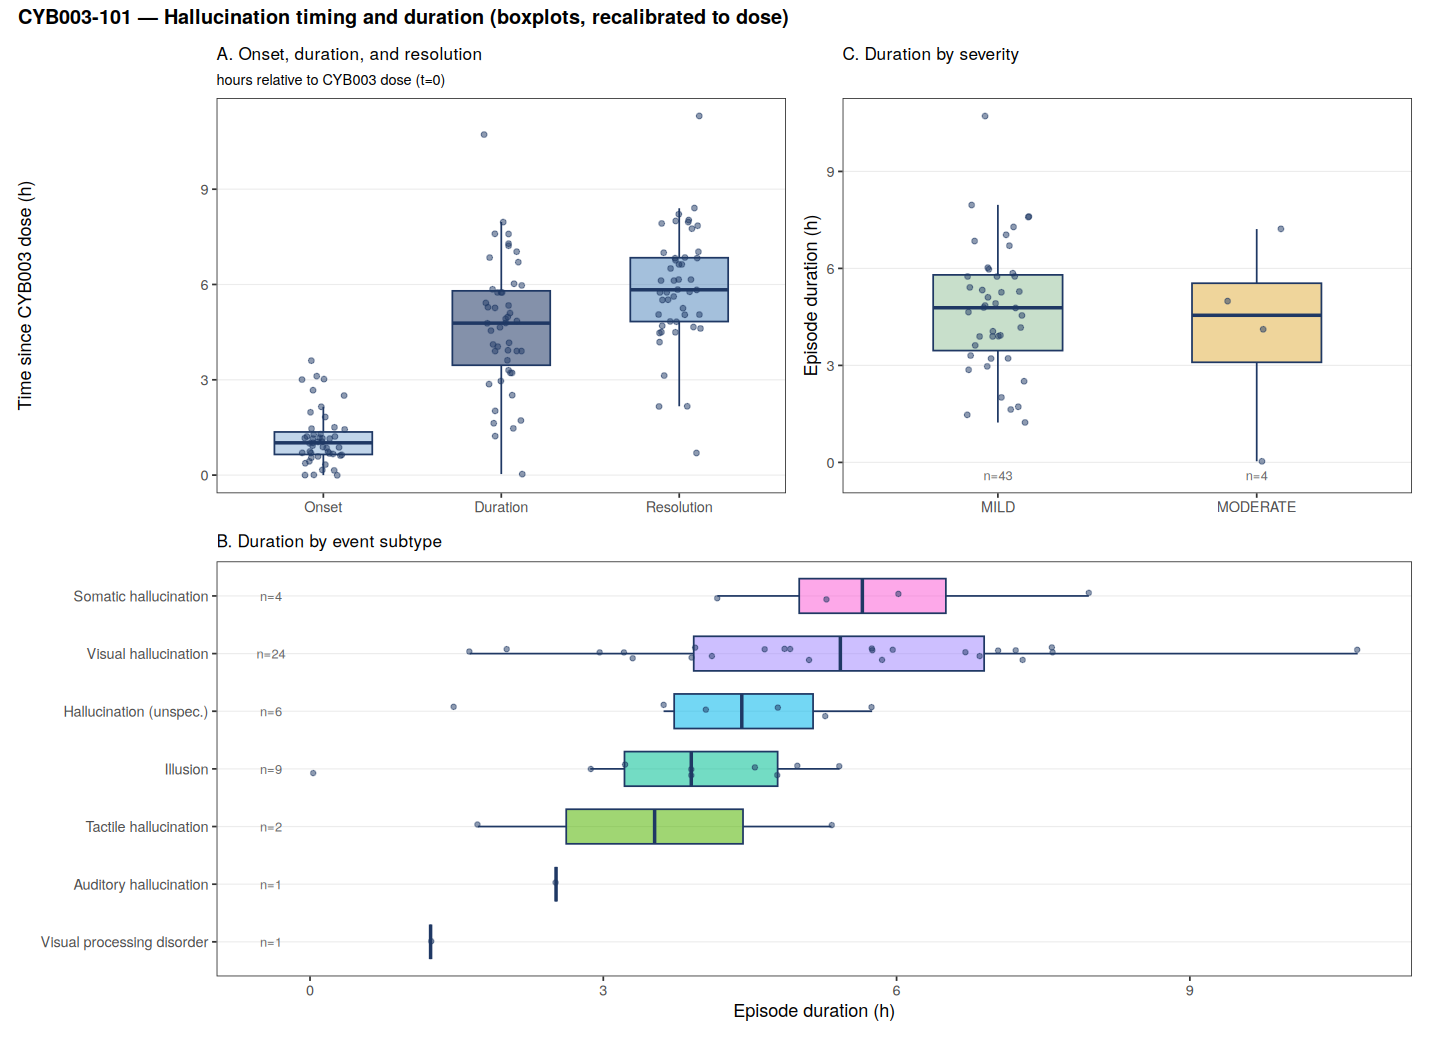 CYB003-101 — Hallucination timing and duration (boxplots, recalibrated to dose)
A. Onset, duration, and resolution
hours relative to CYB003 dose (t=0)
Time since CYB003 dose (h)
9
6
3
0
Onset
Duration
Resolution
C. Duration by severity
Episode duration (h)
9
6
3
0
n=43
n=4
MILD
MODERATE
B. Duration by event subtype
Somatic hallucination
n=4
Visual hallucination
n=24
Hallucination (unspec.)
n=6
Illusion
n=9
Tactile hallucination
n=2
Auditory hallucination
n=1
Visual processing disorder
n=1
0
3
6
9
Episode duration (h)